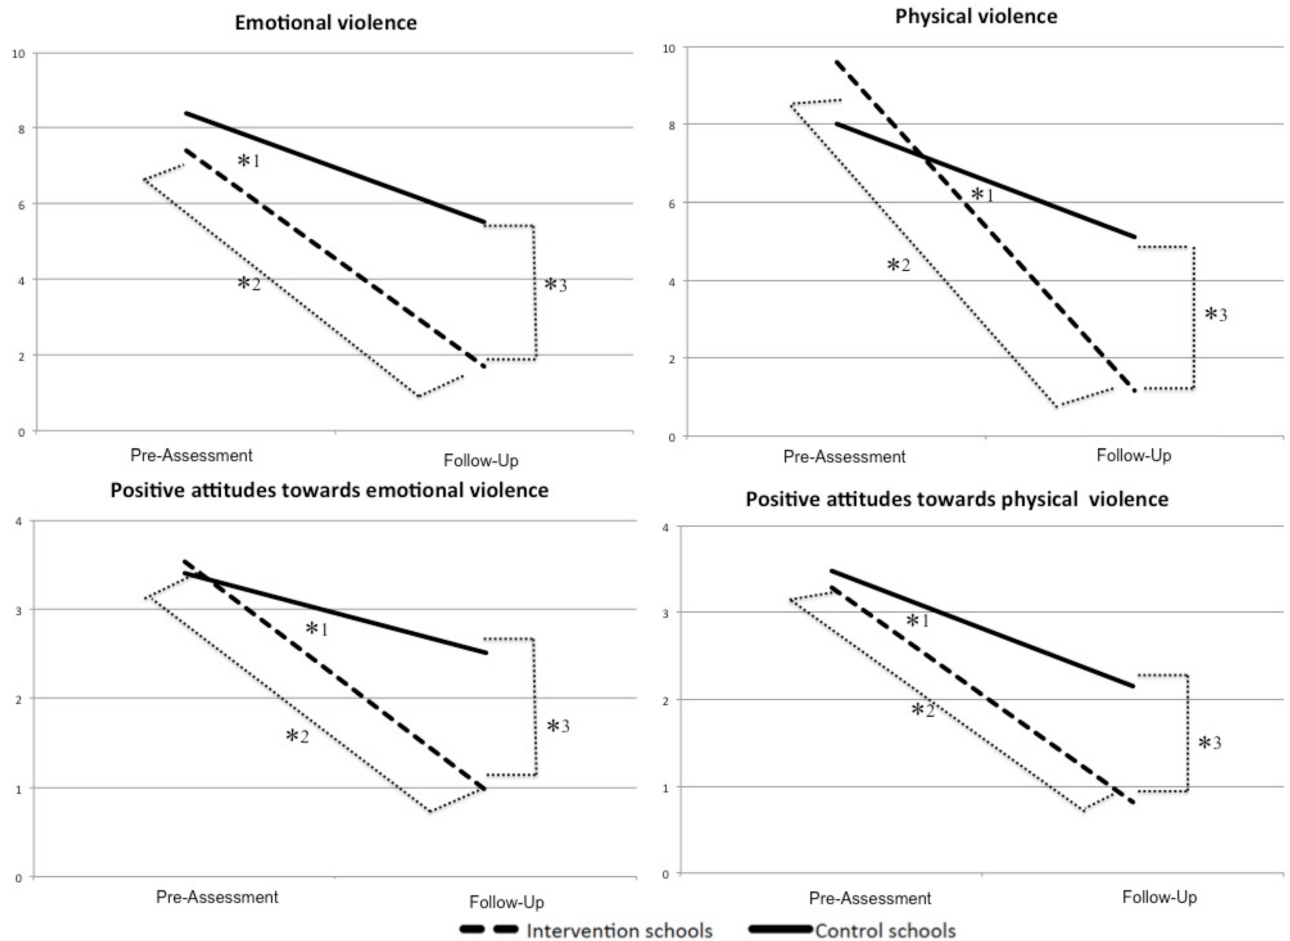 Emotional violence
10
8
6
4
2
0
*1
*2
*3
Pre-Assessment
Follow-Up
Physical violence
10
8
6
4
2
0
*1
*2
*3
Pre-Assessment
Follow-Up
Positive attitudes towards emotional violence
4
3
2
1
0
*1
*2
*3
Pre-Assessment
Follow-Up
Positive attitudes towards physical violence
4
3
2
1
0
*1
*2
*3
Pre-Assessment
Follow-Up
Intervention schools
Control schools